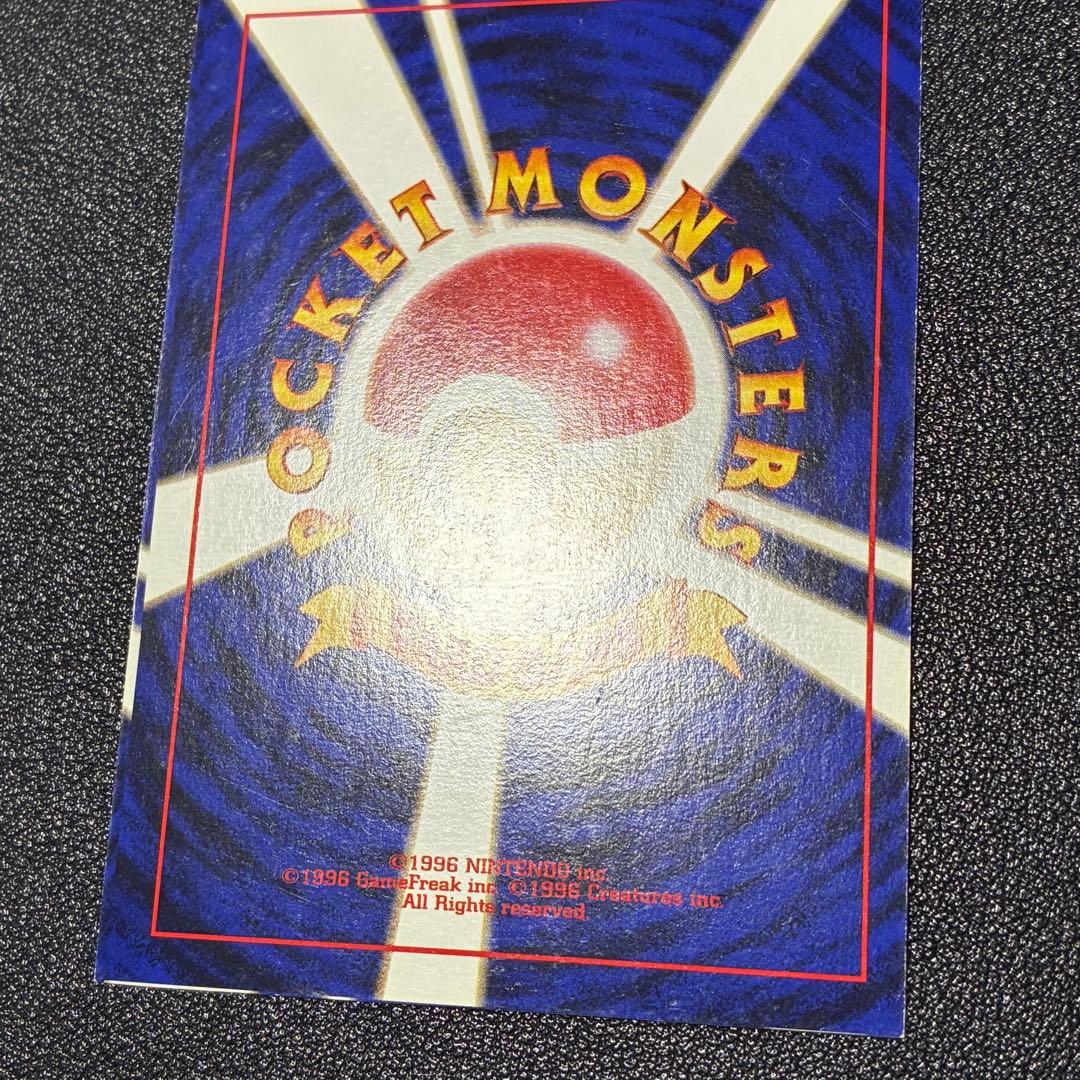 POCKET MONSTERS
©1996 NINTENDO inc.
©1996 GameFreak inc. ©1996 Creatures inc.
All Rights reserved.